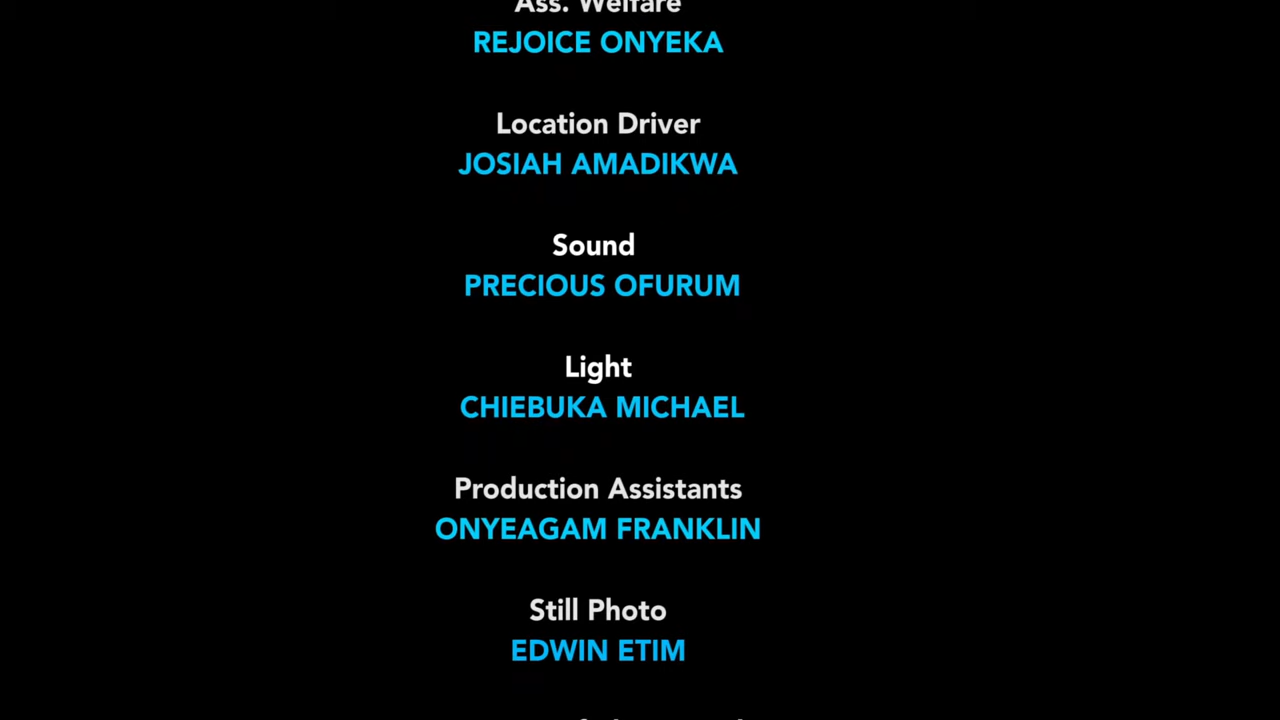 Ass. Welfare
REJOICE ONYEKA
Location Driver
JOSIAH AMADIKWA
Sound
PRECIOUS OFURUM
Light
CHIEBUKA MICHAEL
Production Assistants
ONYEAGAM FRANKLIN
Still Photo
EDWIN ETIM